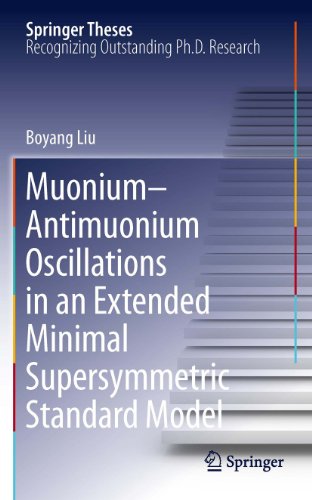 Springer Theses
Recognizing Outstanding Ph.D. Research
Boyang Liu
Muonium–
Antimuonium
Oscillations
in an Extended
Minimal
Supersymmetric
Standard Model
Springer